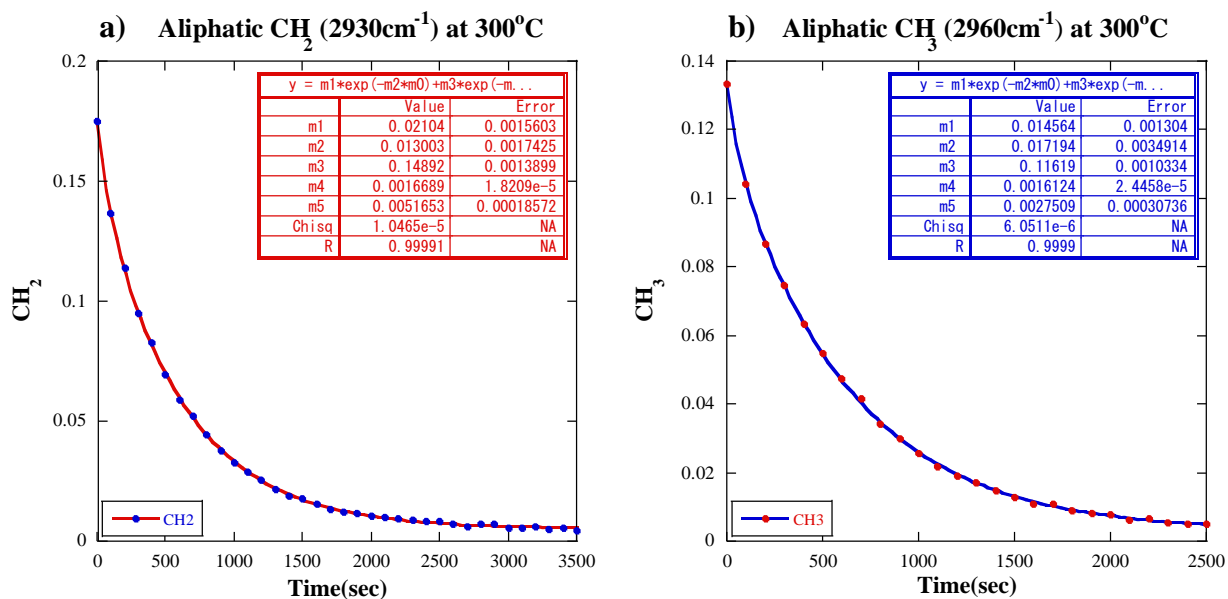 a) Aliphatic CH2 (2930cm-1) at 300oC
0.2
0.15
0.1
0.05
0
CH2
y = m1*exp(-m2*m0)+m3*exp(-m...
Value Error
m1 0.02104 0.0015603
m2 0.013003 0.0017425
m3 0.14892 0.0013899
m4 0.0016689 1.8209e-5
m5 0.0051653 0.00018572
Chisq 1.0465e-5 NA
R 0.99991 NA
CH2
0 500 1000 1500 2000 2500 3000 3500
Time(sec)
b) Aliphatic CH3 (2960cm-1) at 300oC
0.14
0.12
0.1
0.08
0.06
0.04
0.02
0
CH3
y = m1*exp(-m2*m0)+m3*exp(-m...
Value Error
m1 0.014564 0.001304
m2 0.017194 0.0034914
m3 0.11619 0.0010334
m4 0.0016124 2.4458e-5
m5 0.0027509 0.00030736
Chisq 6.0511e-6 NA
R 0.9999 NA
CH3
0 500 1000 1500 2000 2500
Time(sec)